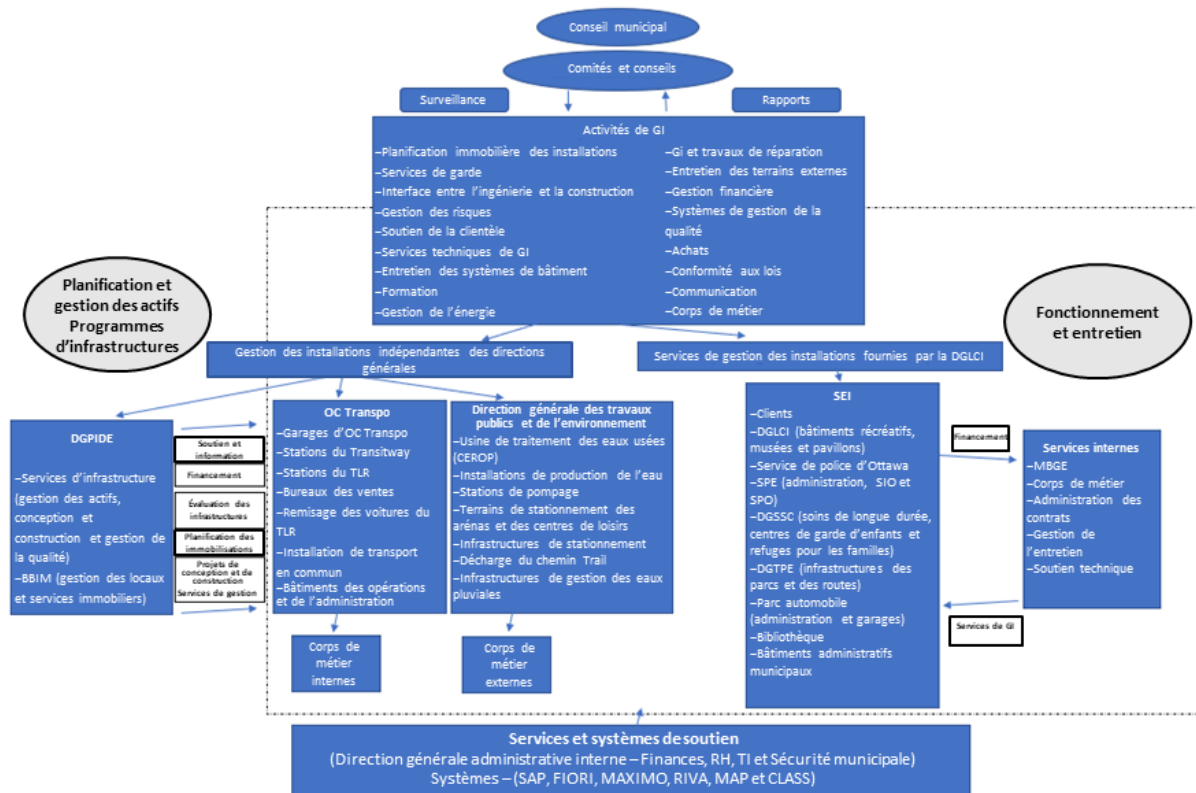 Conseil municipal
Comités et conseils
Surveillance
Rapports
Activités de GI
–Planification immobilière des installations
–Services de garde
–Interface entre l’ingénierie et la construction
–Gestion des risques
–Soutien de la clientèle
–Services techniques de GI
–Entretien des systèmes de bâtiment
–Formation
–Gestion de l’énergie
–Gi et travaux de réparation
–Entretien des terrains externes
–Gestion financière
–Systèmes de gestion de la
qualité
–Achats
–Conformité aux lois
–Communication
–Corps de métier
Planification et
gestion des actifs
Programmes
d’infrastructures
Fonctionnement
et entretien
Gestion des installations indépendantes des directions
générales
Services de gestion des installations fournies par la DGLCI
DGPIDE
–Services d’infrastructure
(gestion des actifs,
conception et
construction et gestion de
la qualité)
–BBIM (gestion des locaux
et services immobiliers)
Soutien et
information
Financement
Évaluation des
infrastructures
Planification des
immobilisations
Projets de
conception et de
construction
Services de gestion
OC Transpo
–Garages d’OC Transpo
–Stations du Transitway
–Stations du TLR
–Bureaux des ventes
–Remisage des voitures du
TLR
–Installation de transport
en commun
–Bâtiments des opérations
et de l’administration
Direction générale des travaux
publics et de l’environnement
–Usine de traitement des eaux usées
(CEROP)
–Installations de production de l’eau
–Stations de pompage
–Terrains de stationnement des
arénas et des centres de loisirs
–Infrastructures de stationnement
–Décharge du chemin Trail
–Infrastructures de gestion des eaux
pluviales
SEI
–Clients
–DGLCI (bâtiments récréatifs,
musées et pavillons)
–Service de police d’Ottawa
–SPE (administration, SIO et
SPO)
–DGSSC (soins de longue durée,
centres de garde d’enfants et
refuges pour les familles)
–DGTPE (infrastructures des
parcs et des routes)
–Parc automobile
(administration et garages)
–Bibliothèque
–Bâtiments administratifs
municipaux
Financement
Services de GI
Services internes
–MBGE
–Corps de métier
–Administration des
contrats
–Gestion de
l’entretien
–Soutien technique
Corps de
métier
internes
Corps de
métier
externes
Services et systèmes de soutien
(Direction générale administrative interne – Finances, RH, TI et Sécurité municipale)
Systèmes – (SAP, FIORI, MAXIMO, RIVA, MAP et CLASS)